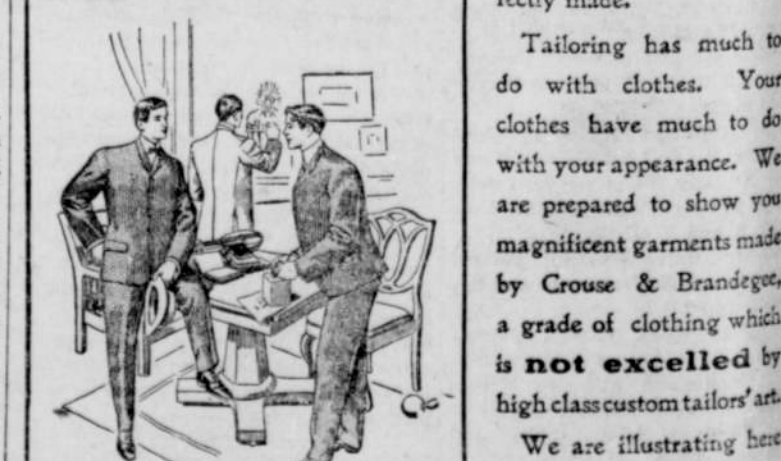 rectly made.
Tailoring has much to
do with clothes. Your
clothes have much to do
with your appearance. We
are prepared to show you
magnificent garments made
by Crouse & Brandegee,
a grade of clothing which
is not excelled by
high class custom tailors' art.
We are illustrating here